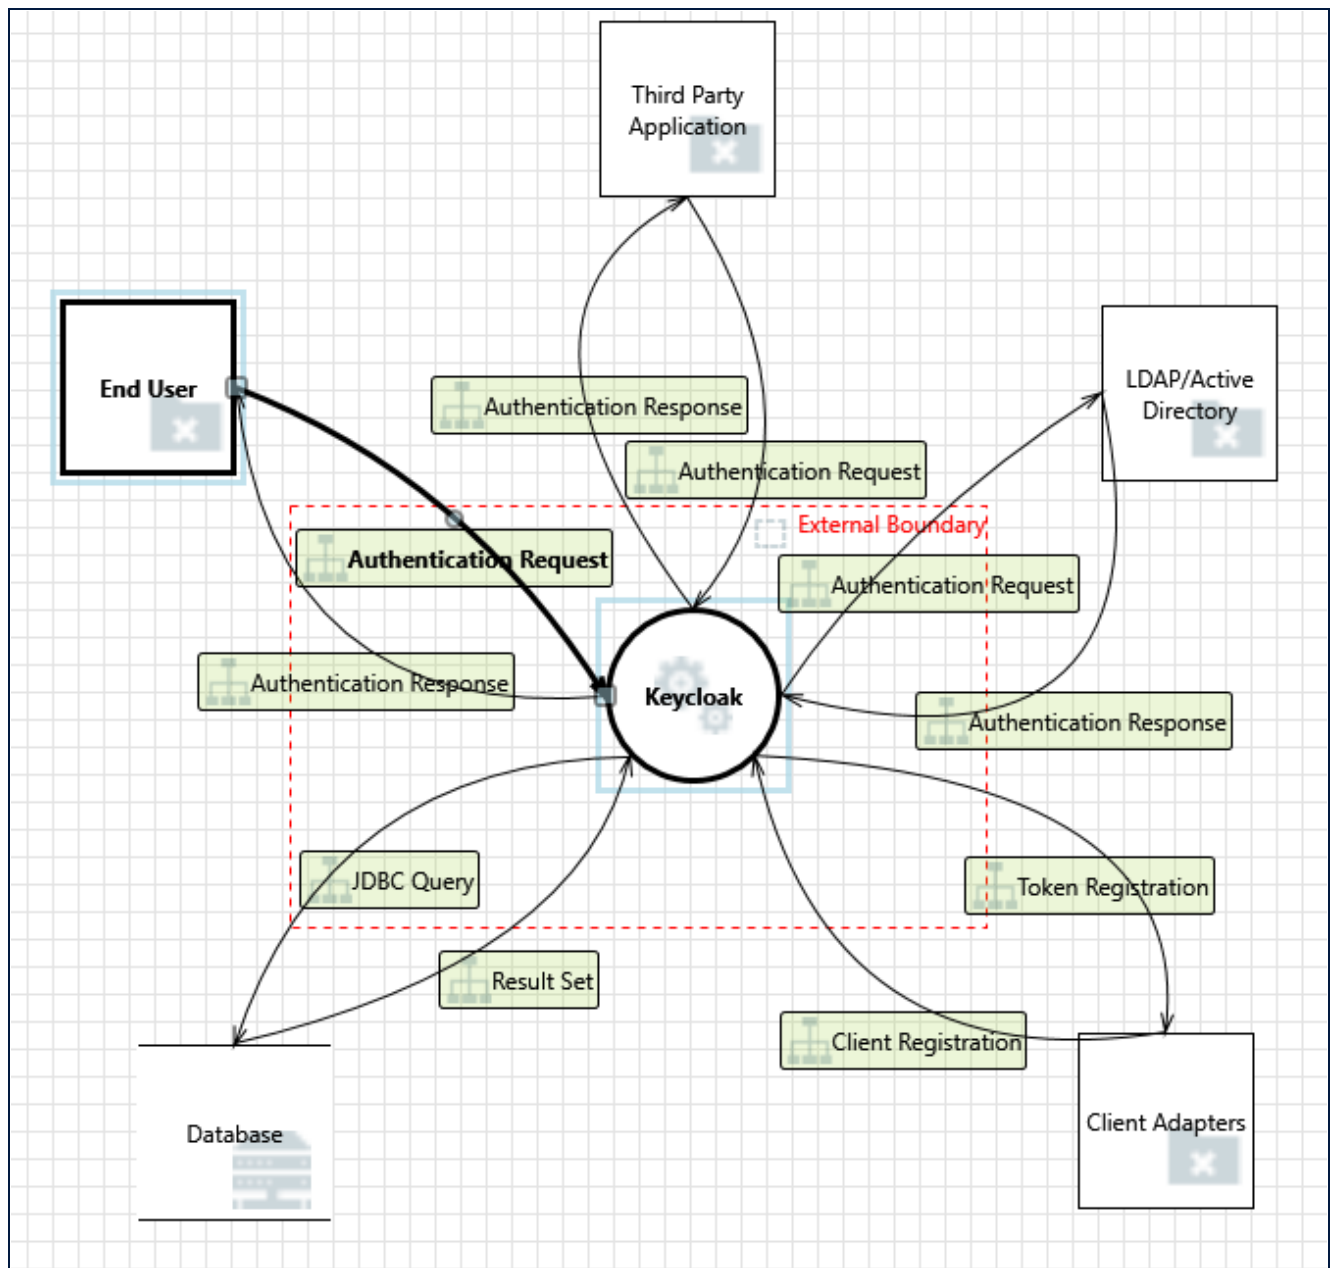 Third Party
Application
End User
LDAP/Active
Directory
Authentication Response
Authentication Request
External Boundary
Authentication Request
Authentication Request
Authentication Response
Keycloak
Authentication Response
JDBC Query
Token Registration
Result Set
Client Registration
Database
Client Adapters